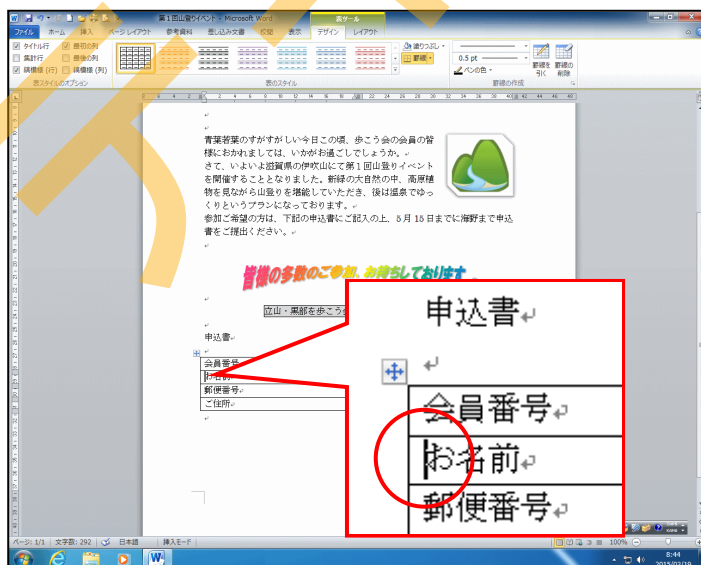 第1回山登りイベント - Microsoft Word
表ツール
ファイル ホーム 挿入 ページ レイアウト 参考資料 差し込み文書 校閲 表示 デザイン レイアウト
タイトル行 最初の列
集計行 最後の列
縞模様 (行) 縞模様 (列)
塗りつぶし
罫線
0.5 pt
ペンの色
罫線を引く
罫線の削除
表スタイルのオプション 表のスタイル 罫線の作成
青葉若葉のすがすがしい今日この頃、歩こう会の会員の皆
様におかれましては、いかがお過ごしでしょうか。
さて、いよいよ滋賀県の伊吹山にて第1回山登りイベント
を開催することとなりました。新緑の大自然の中、高原植
物を見ながら山登りを堪能していただき、後は温泉でゆっ
くりというプランになっております。
参加ご希望の方は、下記の申込書にご記入の上、5月15日までに海野まで申込
書をご提出ください。
皆様の多数のご参加、お待ちしております
立山・黒部を歩こう会
申込書
会員番号
お名前
郵便番号
ご住所
申込書
会員番号
お名前
郵便番号
ページ: 1/1 文字数: 292 日本語 挿入モード 100%
8:44
2015/02/19